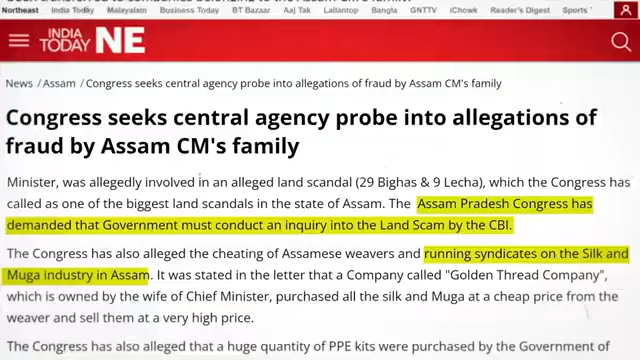 Northeast India Today Malayalam Business Today BT Bazaar Aaj Tak Lallantop Bangla GNTTV iChowk Reader's Digest Sports
INDIA TODAY NE
News / Assam / Congress seeks central agency probe into allegations of fraud by Assam CM's family
Congress seeks central agency probe into allegations of
fraud by Assam CM's family
Minister, was allegedly involved in an alleged land scandal (29 Bighas & 9 Lecha), which the Congress has
called as one of the biggest land scandals in the state of Assam. The Assam Pradesh Congress has
demanded that Government must conduct an inquiry into the Land Scam by the CBI.
The Congress has also alleged the cheating of Assamese weavers and running syndicates on the Silk and
Muga industry in Assam. It was stated in the letter that a Company called "Golden Thread Company",
which is owned by the wife of Chief Minister, purchased all the silk and Muga at a cheap price from the
weaver and sell them at a very high price.
The Congress has also alleged that a huge quantity of PPE kits were purchased by the Government of